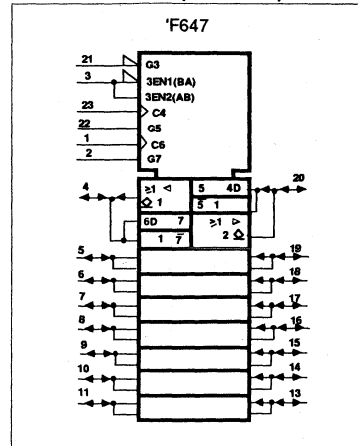 'F647
21 G3
3 3EN1(BA)
3EN2(AB)
23 C4
22 G5
1 C6
2 G7
4 ≥1 ◁ 5 4D 20
1 5̅ 1
6D 7 ≥1 ▷
1 7̅ 2
5 19
6 18
7 17
8 16
9 15
10 14
11 13